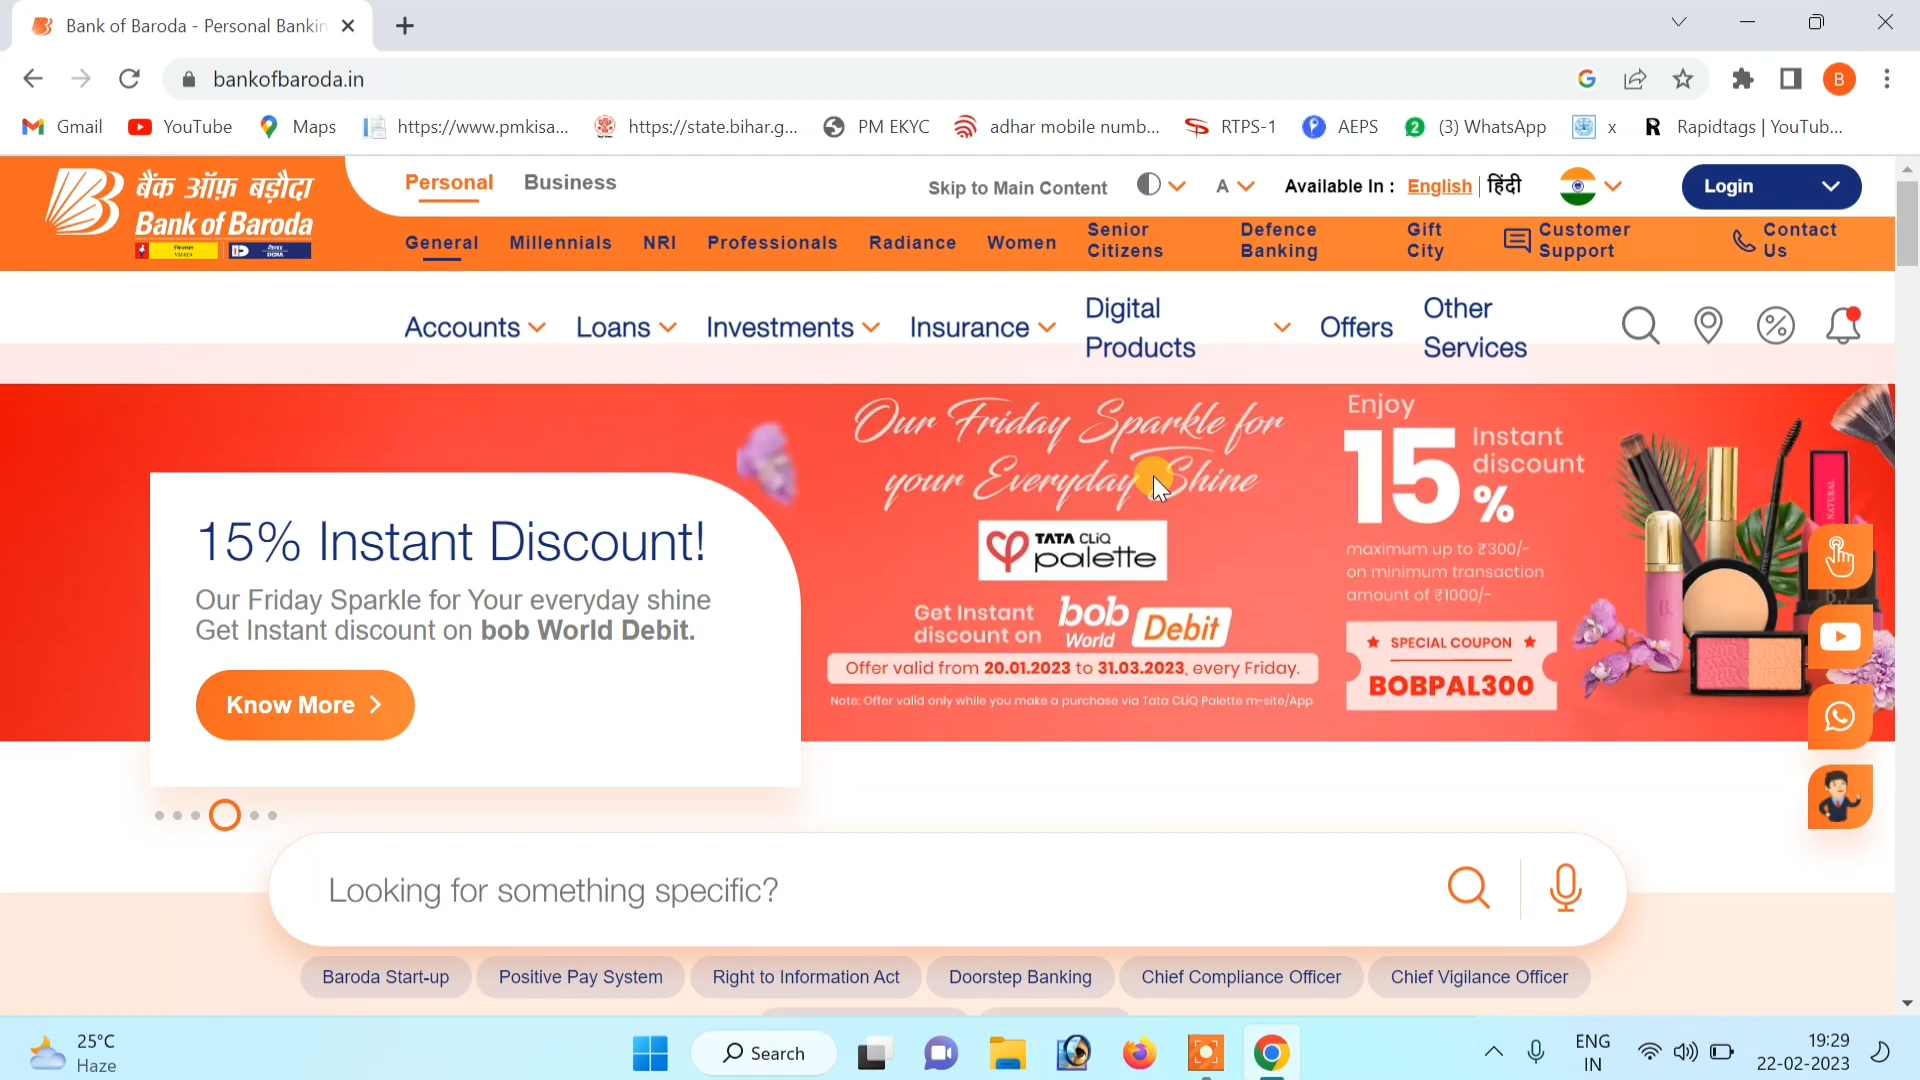 Bank of Baroda - Personal Bankin
bankofbaroda.in
Gmail YouTube Maps https://www.pmkisa... https://state.bihar.g... PM EKYC adhar mobile numb... RTPS-1 AEPS (3) WhatsApp x Rapidtags | YouTub...
बैंक ऑफ़ बड़ौदा
Bank of Baroda
Personal Business
Skip to Main Content A Available In : English हिंदी
Login
General Millennials NRI Professionals Radiance Women Senior Citizens Defence Banking Gift City Customer Support Contact Us
Accounts Loans Investments Insurance Digital Products Offers Other Services
15% Instant Discount!
Our Friday Sparkle for Your everyday shine
Get Instant discount on bob World Debit.
Know More
Our Friday Sparkle for
your Everyday Shine
TATA CLiQ
palette
Get Instant
discount on
bob
World
Debit
Offer valid from 20.01.2023 to 31.03.2023, every Friday.
Note: Offer valid only while you make a purchase via Tata CLiQ Palette m-site/App.
Enjoy
15%
Instant
discount
maximum up to ₹300/-
on minimum transaction
amount of ₹1000/-
★ SPECIAL COUPON ★
BOBPAL300
NATURAL
Looking for something specific?
Baroda Start-up Positive Pay System Right to Information Act Doorstep Banking Chief Compliance Officer Chief Vigilance Officer
25°C
Haze
Search
ENG
IN
19:29
22-02-2023